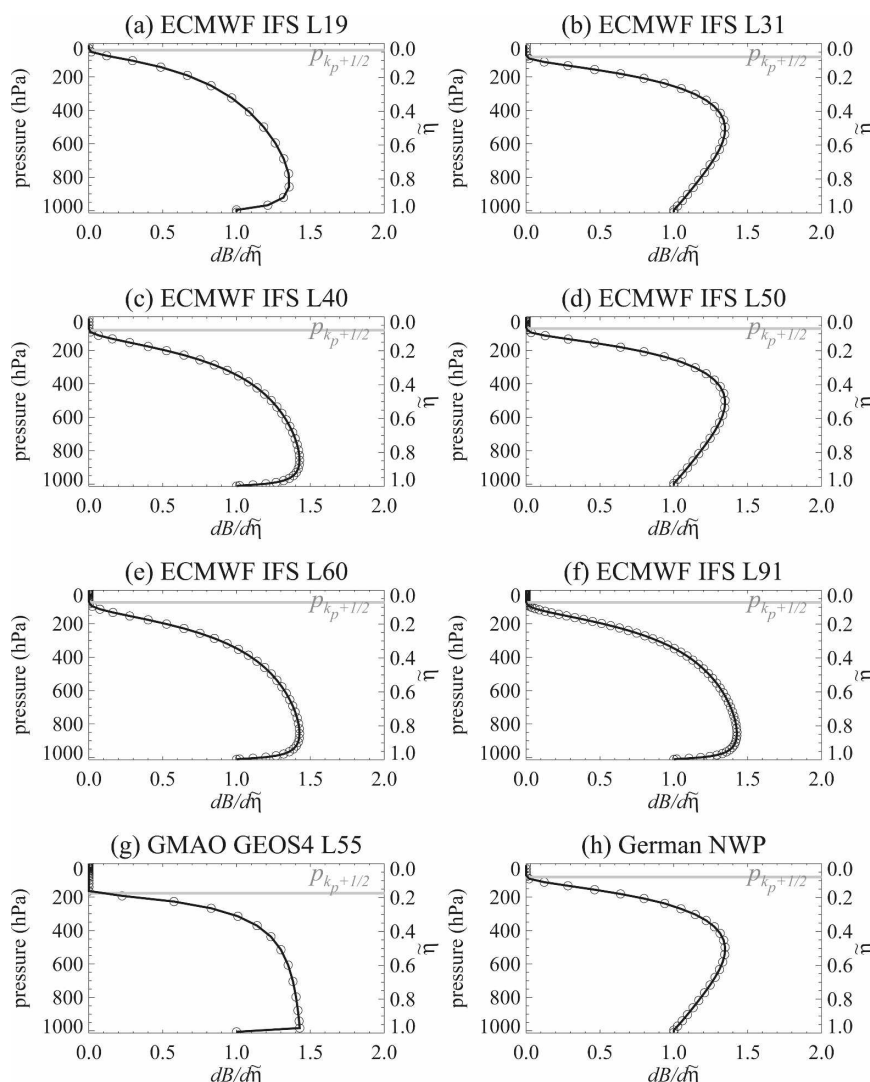 (a) ECMWF IFS L19
pressure (hPa)
0
200
400
600
800
1000
p_{k_p+1/2}
0.0
0.2
0.4
0.6
0.8
1.0
η̃
0.0 0.5 1.0 1.5 2.0
dB/dη̃
(b) ECMWF IFS L31
pressure (hPa)
0
200
400
600
800
1000
p_{k_p+1/2}
0.0
0.2
0.4
0.6
0.8
1.0
η̃
0.0 0.5 1.0 1.5 2.0
dB/dη̃
(c) ECMWF IFS L40
pressure (hPa)
0
200
400
600
800
1000
p_{k_p+1/2}
0.0
0.2
0.4
0.6
0.8
1.0
η̃
0.0 0.5 1.0 1.5 2.0
dB/dη̃
(d) ECMWF IFS L50
pressure (hPa)
0
200
400
600
800
1000
p_{k_p+1/2}
0.0
0.2
0.4
0.6
0.8
1.0
η̃
0.0 0.5 1.0 1.5 2.0
dB/dη̃
(e) ECMWF IFS L60
pressure (hPa)
0
200
400
600
800
1000
p_{k_p+1/2}
0.0
0.2
0.4
0.6
0.8
1.0
η̃
0.0 0.5 1.0 1.5 2.0
dB/dη̃
(f) ECMWF IFS L91
pressure (hPa)
0
200
400
600
800
1000
p_{k_p+1/2}
0.0
0.2
0.4
0.6
0.8
1.0
η̃
0.0 0.5 1.0 1.5 2.0
dB/dη̃
(g) GMAO GEOS4 L55
pressure (hPa)
0
200
400
600
800
1000
p_{k_p+1/2}
0.0
0.2
0.4
0.6
0.8
1.0
η̃
0.0 0.5 1.0 1.5 2.0
dB/dη̃
(h) German NWP
pressure (hPa)
0
200
400
600
800
1000
p_{k_p+1/2}
0.0
0.2
0.4
0.6
0.8
1.0
η̃
0.0 0.5 1.0 1.5 2.0
dB/dη̃